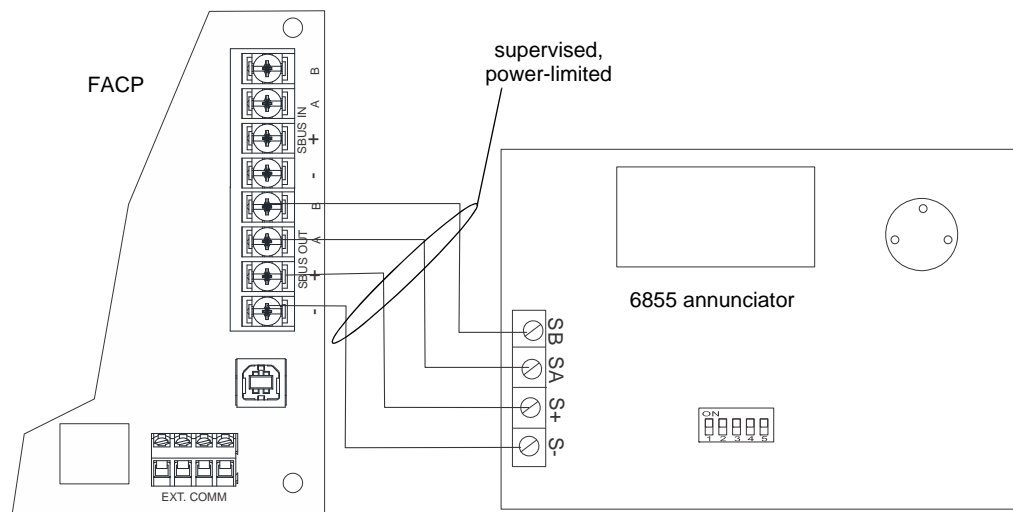 supervised,
power-limited
FACP
B
A
SBUS IN
+
-
B
A
SBUS OUT
+
-
6855 annunciator
SB
SA
S+
S-
ON
1 2 3 4 5
EXT. COMM